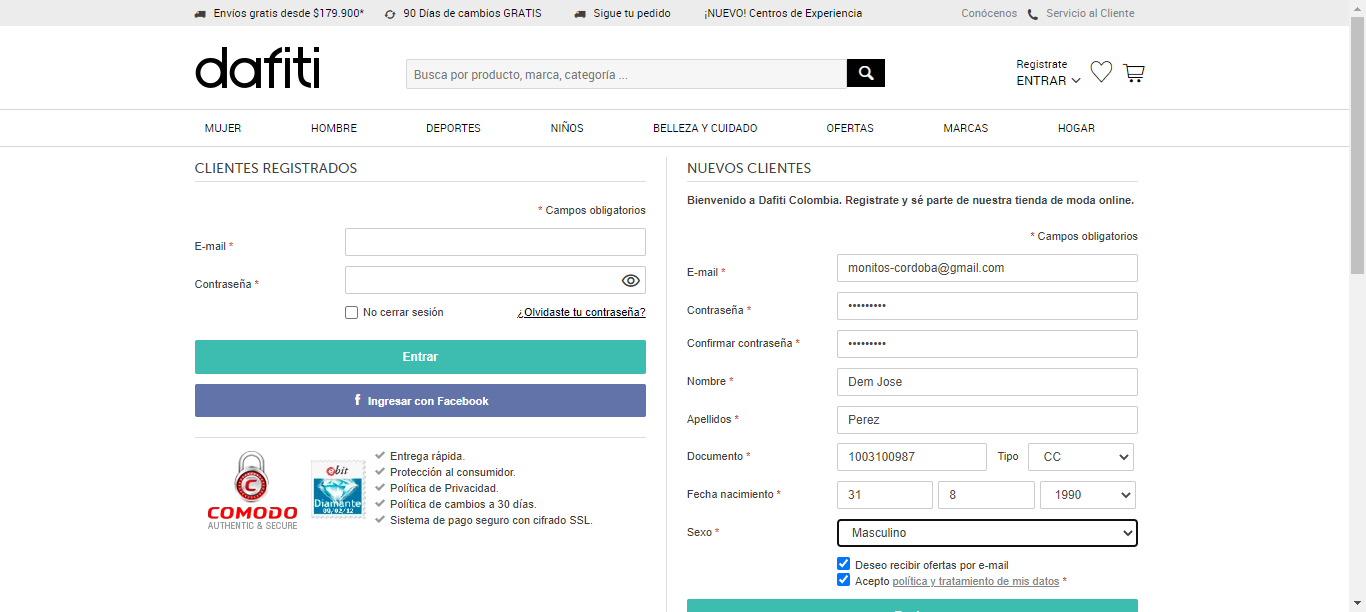 Envíos gratis desde $179.900* 90 Días de cambios GRATIS Sigue tu pedido ¡NUEVO! Centros de Experiencia Conócenos Servicio al Cliente
dafiti
Busca por producto, marca, categoría ...
Registrate
ENTRAR
MUJER HOMBRE DEPORTES NIÑOS BELLEZA Y CUIDADO OFERTAS MARCAS HOGAR
CLIENTES REGISTRADOS
* Campos obligatorios
E-mail *
Contraseña *
No cerrar sesión ¿Olvidaste tu contraseña?
Entrar
f Ingresar con Facebook
C
COMODO
AUTHENTIC & SECURE
ebit
Diamante
09/02/12
Entrega rápida.
Protección al consumidor.
Política de Privacidad.
Política de cambios a 30 días.
Sistema de pago seguro con cifrado SSL.
NUEVOS CLIENTES
Bienvenido a Dafiti Colombia. Registrate y sé parte de nuestra tienda de moda online.
* Campos obligatorios
E-mail * monitos-cordoba@gmail.com
Contraseña * •••••••••
Confirmar contraseña * •••••••••
Nombre * Dem Jose
Apellidos * Perez
Documento * 1003100987 Tipo CC
Fecha nacimiento * 31 8 1990
Sexo * Masculino
Deseo recibir ofertas por e-mail
Acepto política y tratamiento de mis datos *